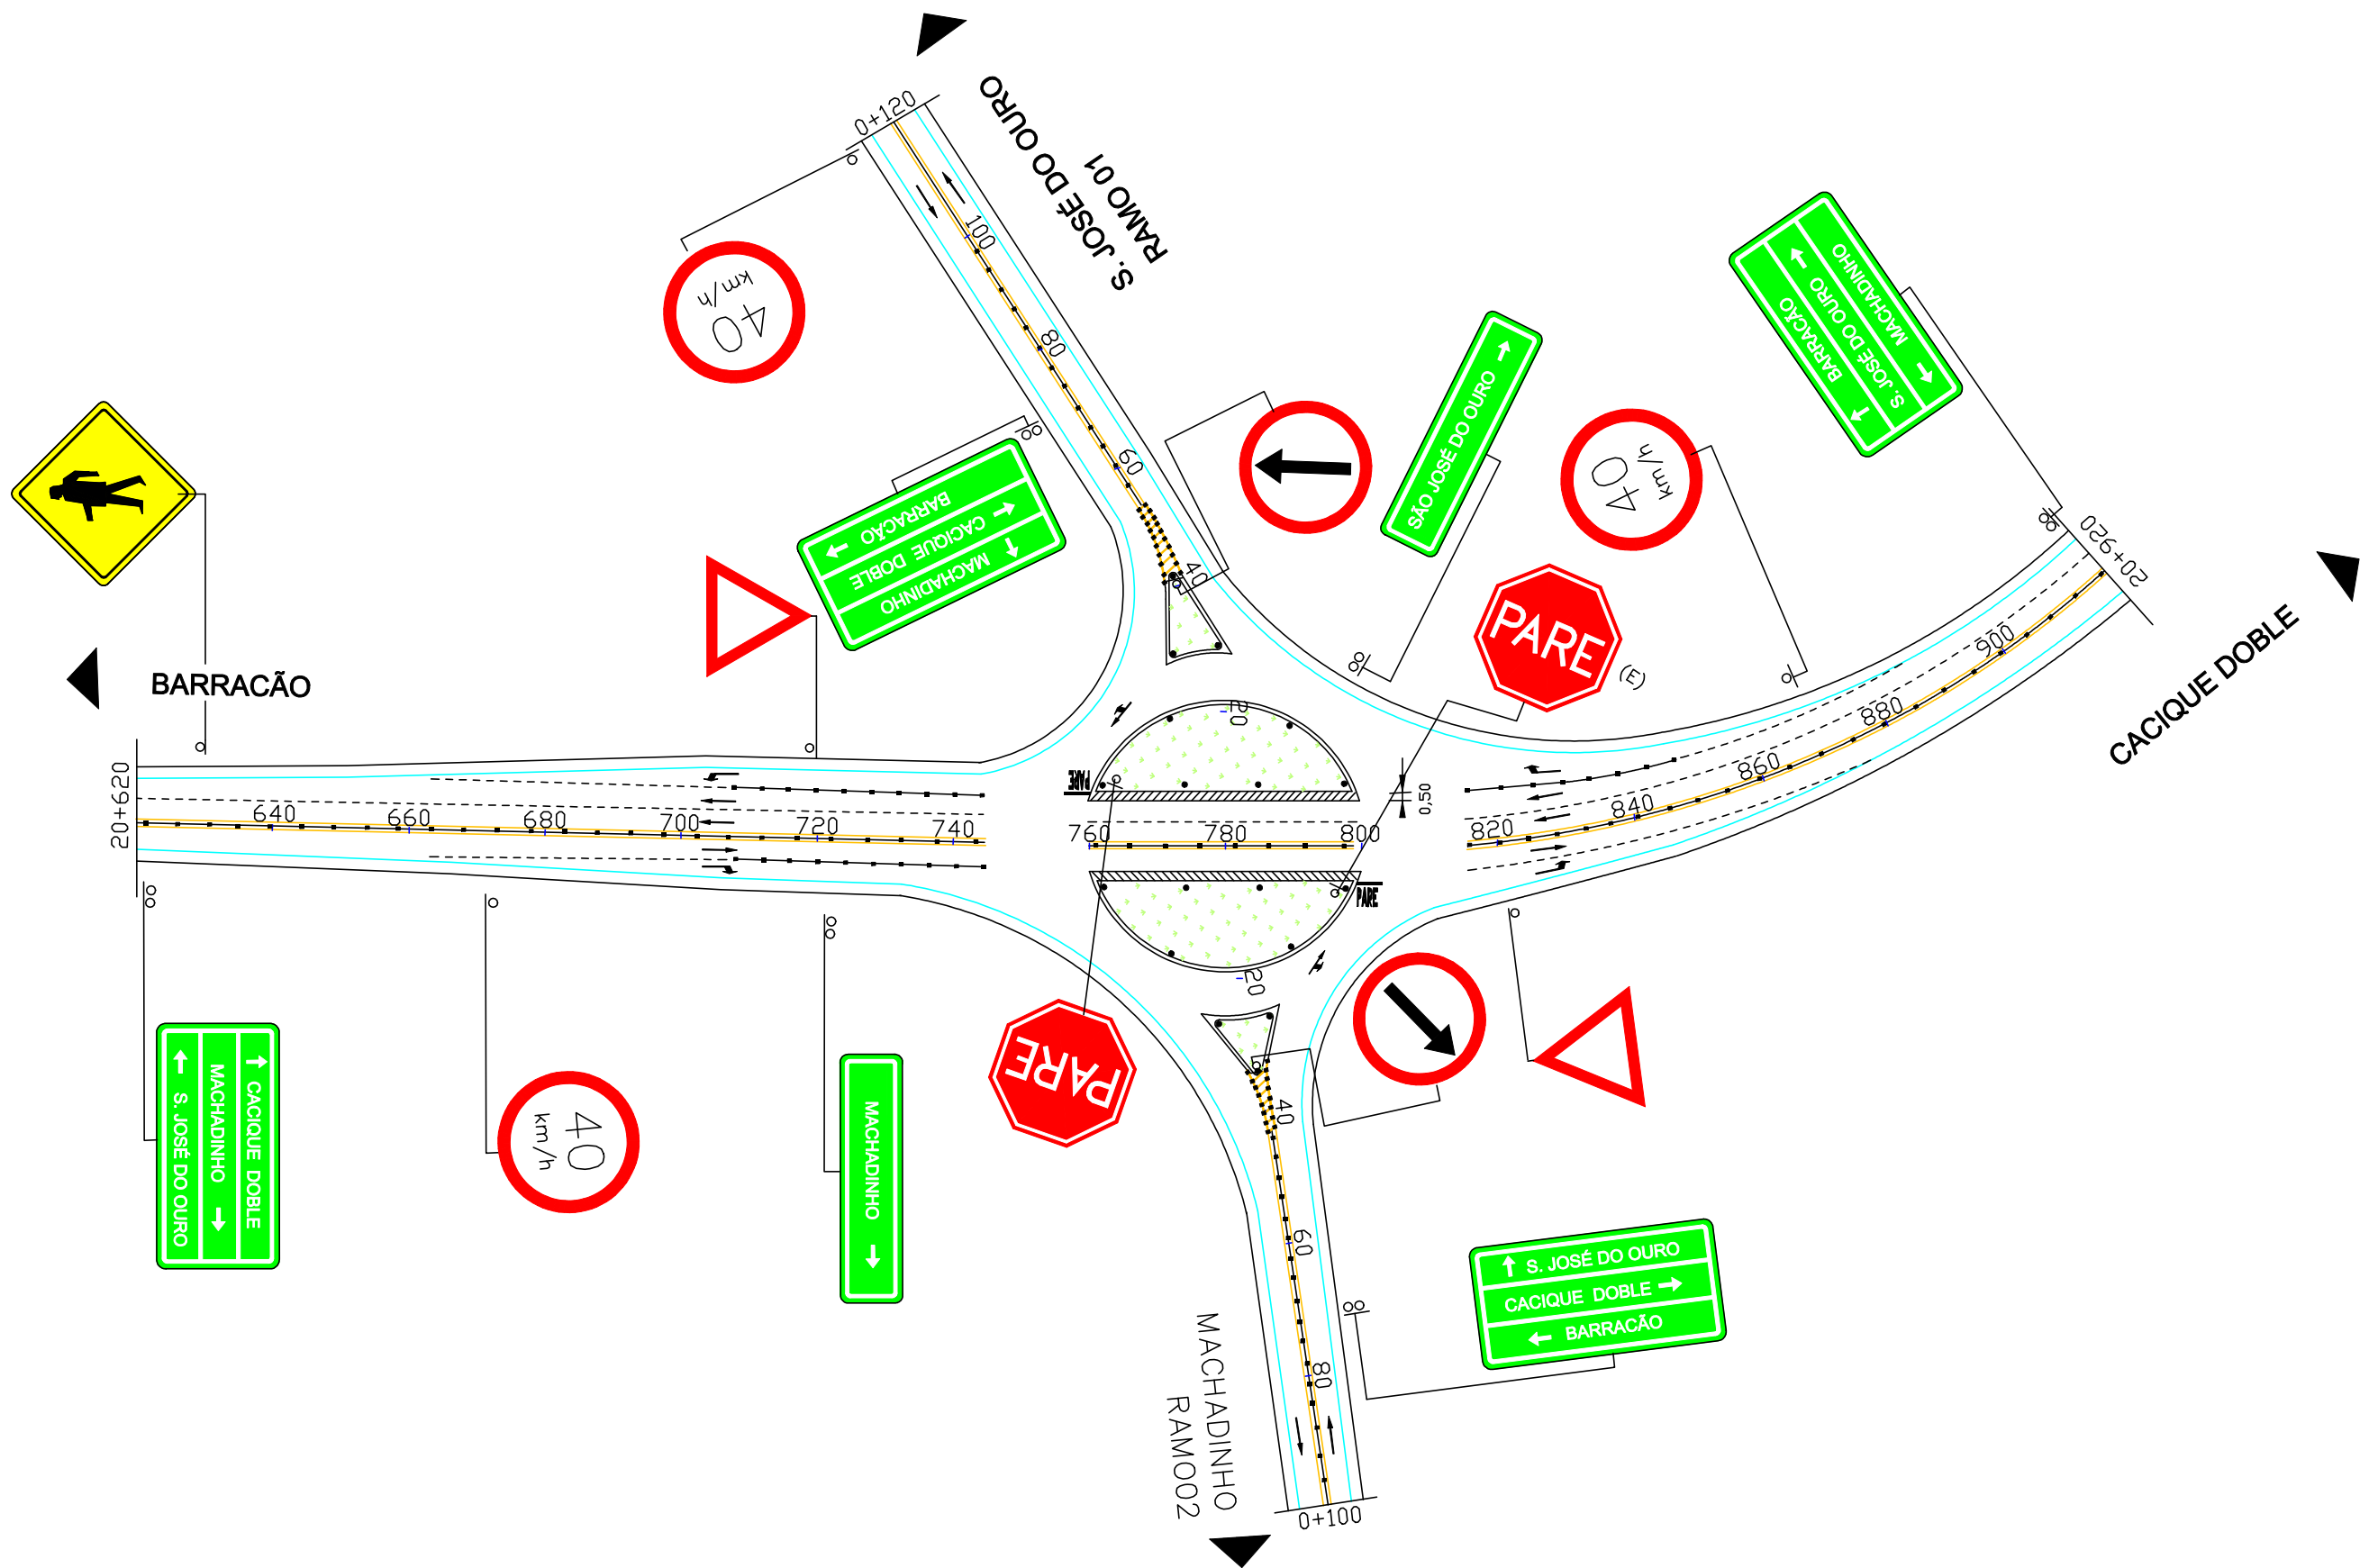 0+120
S. JOSÉ DO OURO
RAMO 01
100
80
60
40
20
40
km/h
BARRACÃO
CACIQUE DOBLE
MACHADINHO
SÃO JOSÉ DO OURO
40
km/h
MACHADINHO
S. JOSÉ DO OURO
BARRACÃO
PARE
(E)
20+920
CACIQUE DOBLE
BARRACÃO
20+620
640
660
680
700
720
740
760
780
800
820
840
860
880
900
0,50
PARE
PARE
20
40
60
80
0+100
CACIQUE DOBLE
MACHADINHO
S. JOSÉ DO OURO
40
km/h
MACHADINHO
PARE
S. JOSÉ DO OURO
CACIQUE DOBLE
BARRACÃO
MACHADINHO
RAMO02